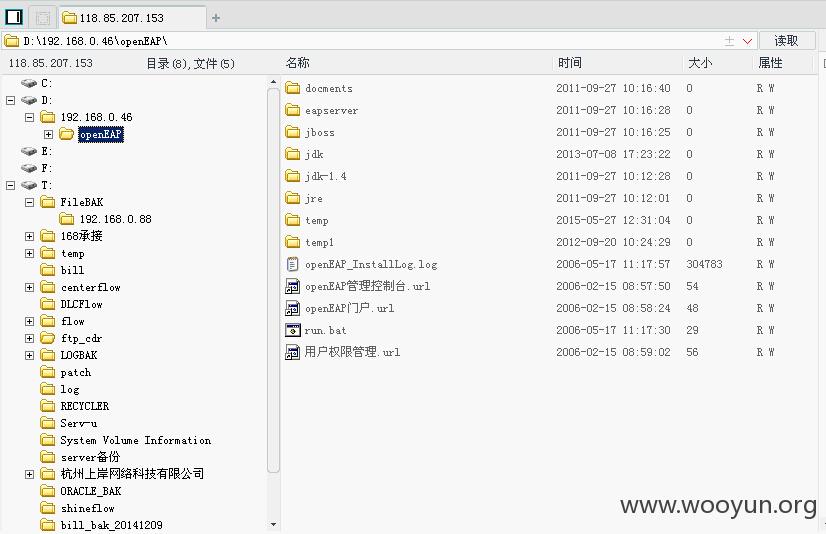 118.85.207.153
D:\192.168.0.46\openEAP\
读取
118.85.207.153 目录(8),文件(5)
名称 时间 大小 属性
C:
D:
192.168.0.46
openEAP
E:
F:
T:
FileBAK
192.168.0.88
168承接
temp
bill
centerflow
DLCFlow
flow
ftp_cdr
LOGBAK
patch
log
RECYCLER
Serv-u
System Volume Information
server备份
杭州上岸网络科技有限公司
ORACLE_BAK
shineflow
bill_bak_20141209
docments 2011-09-27 10:16:40 0 R W
eapserver 2011-09-27 10:16:28 0 R W
jboss 2011-09-27 10:16:25 0 R W
jdk 2013-07-08 17:23:22 0 R W
jdk-1.4 2011-09-27 10:12:28 0 R W
jre 2011-09-27 10:12:01 0 R W
temp 2015-05-27 12:31:04 0 R W
temp1 2012-09-20 10:24:29 0 R W
openEAP_InstallLog.log 2006-05-17 11:17:57 304783 R W
openEAP管理控制台.url 2006-02-15 08:57:50 54 R W
openEAP门户.url 2006-02-15 08:58:24 48 R W
run.bat 2006-05-17 11:17:30 29 R W
用户权限管理.url 2006-02-15 08:59:02 56 R W
www.wooyun.org